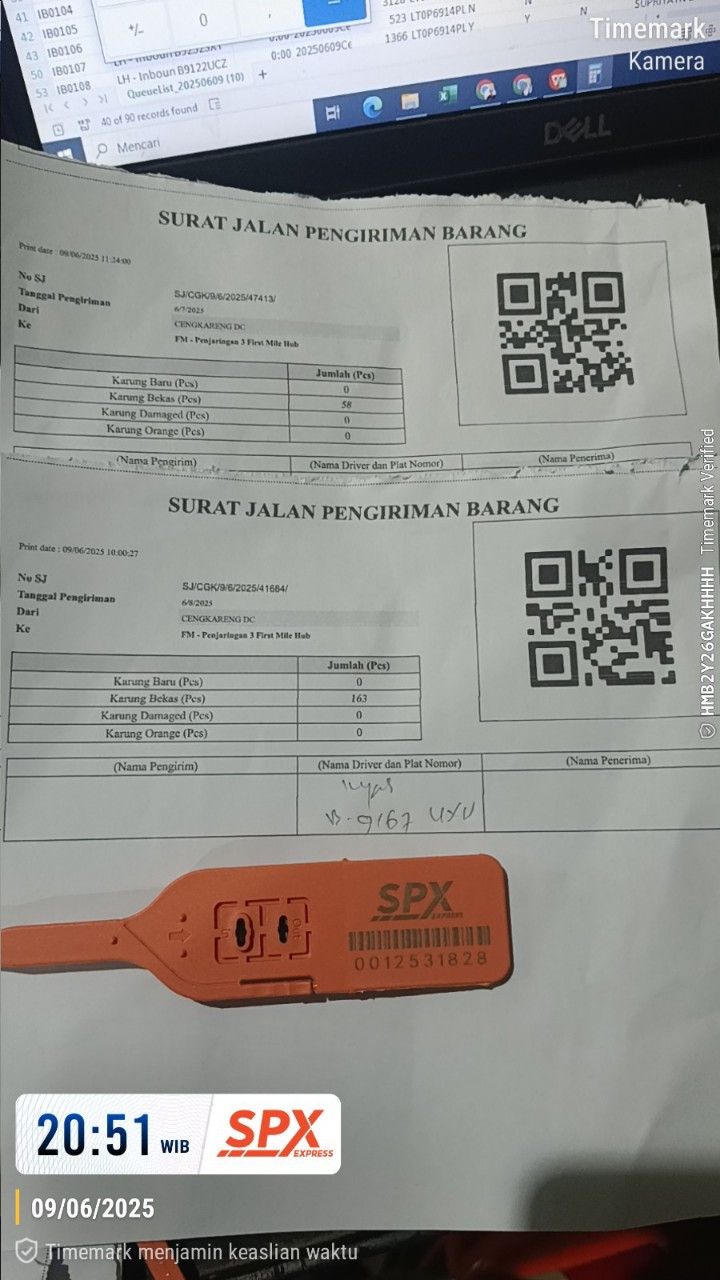 41 IB0104
42 IB0105
43 IB0106
50 IB0107
53 IB0108
+/-
0
,
LH - Inboun B9122UCZ
0:00 20250609C
523 LT0P6914PL N
1366 LT0P6914PL Y
Y
N
QueueList_20250609 (10)
+
40 of 90 records found
Mencari
DELL
Timemark
Kamera
SURAT JALAN PENGIRIMAN BARANG
Print date : 09/06/2025 11:24:00
No SJ SJ/CGK/9/6/2025/47413/
Tanggal Pengiriman 6/7/2025
Dari CENGKARENG DC
Ke FM - Penjaringan 3 First Mile Hub
Jumlah (Pcs)
Karung Baru (Pcs) 0
Karung Bekas (Pcs) 58
Karung Damaged (Pcs) 0
Karung Orange (Pcs) 0
(Nama Pengirim) (Nama Driver dan Plat Nomor) (Nama Penerima)
SURAT JALAN PENGIRIMAN BARANG
Print date : 09/06/2025 10:00:27
No SJ SJ/CGK/9/6/2025/41684/
Tanggal Pengiriman 6/8/2025
Dari CENGKARENG DC
Ke FM - Penjaringan 3 First Mile Hub
Jumlah (Pcs)
Karung Baru (Pcs) 0
Karung Bekas (Pcs) 163
Karung Damaged (Pcs) 0
Karung Orange (Pcs) 0
(Nama Pengirim) (Nama Driver dan Plat Nomor) (Nama Penerima)
B-9167 UXU
In
Out
SPX
EXPRESS
0012531828
HMB2Y26GAKHHHH Timemark Verified
20:51 WIB
SPX
EXPRESS
09/06/2025
Timemark menjamin keaslian waktu